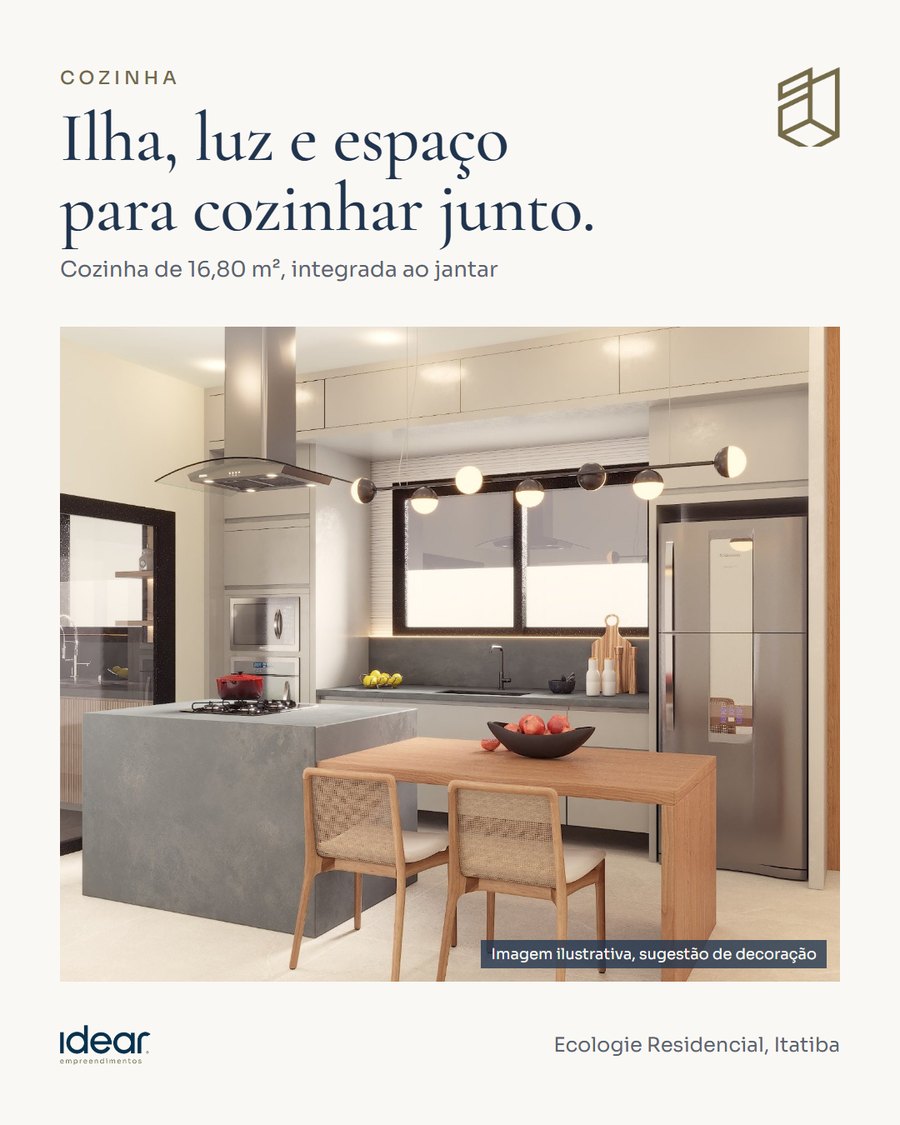 COZINHA
Ilha, luz e espaço
para cozinhar junto.
Cozinha de 16,80 m², integrada ao jantar
Imagem ilustrativa, sugestão de decoração
idear
empreendimentos
Ecologie Residencial, Itatiba